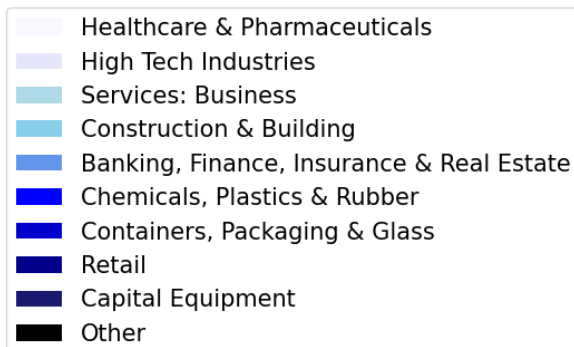 Healthcare & Pharmaceuticals
High Tech Industries
Services: Business
Construction & Building
Banking, Finance, Insurance & Real Estate
Chemicals, Plastics & Rubber
Containers, Packaging & Glass
Retail
Capital Equipment
Other